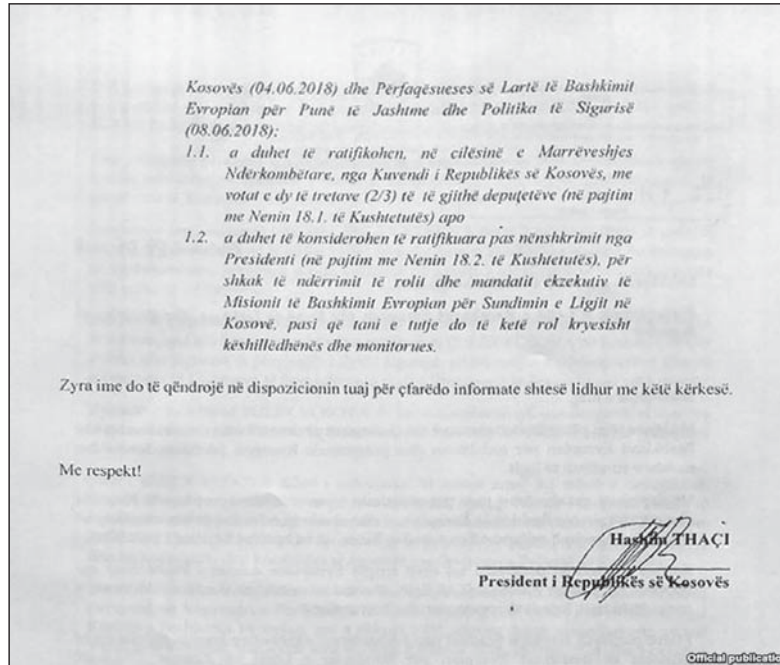 Kosovës (04.06.2018) dhe Përfaqësueses së Lartë të Bashkimit
Evropian për Punë të Jashtme dhe Politika të Sigurisë
(08.06.2018):
1.1. a duhet të ratifikohen, në cilësinë e Marrëveshjes
Ndërkombëtare, nga Kuvendi i Republikës së Kosovës, me
votat e dy të tretave (2/3) të të gjithë deputetëve (në pajtim
me Nenin 18.1. të Kushtetutës) apo
1.2. a duhet të konsiderohen të ratifikuara pas nënshkrimit nga
Presidenti (në pajtim me Nenin 18.2. të Kushtetutës), për
shkak të ndërrimit të rolit dhe mandatit ekzekutiv të
Misionit të Bashkimit Evropian për Sundimin e Ligjit në
Kosovë, pasi që tani e tutje do të ketë rol kryesisht
këshillëdhënës dhe monitorues.
Zyra ime do të qëndrojë në dispozicionin tuaj për çfarëdo informate shtesë lidhur me këtë kërkesë.
Me respekt!
Hashim THAÇI
President i Republikës së Kosovës
Official publicatio